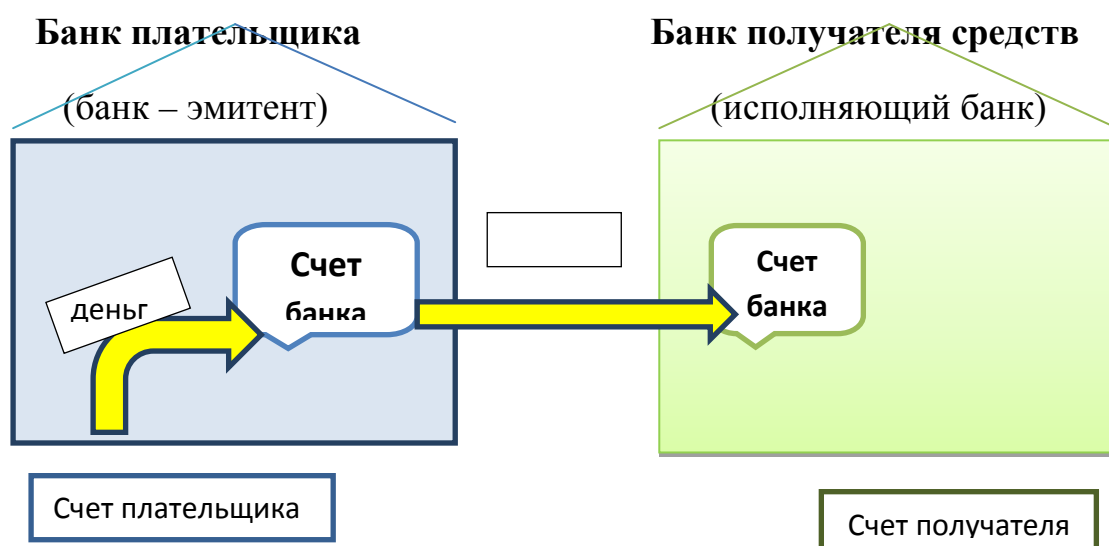 Банк плательщика
(банк – эмитент)
Банк получателя средств
(исполняющий банк)
деньг
Счет
банка
Счет
банка
Счет плательщика
Счет получателя